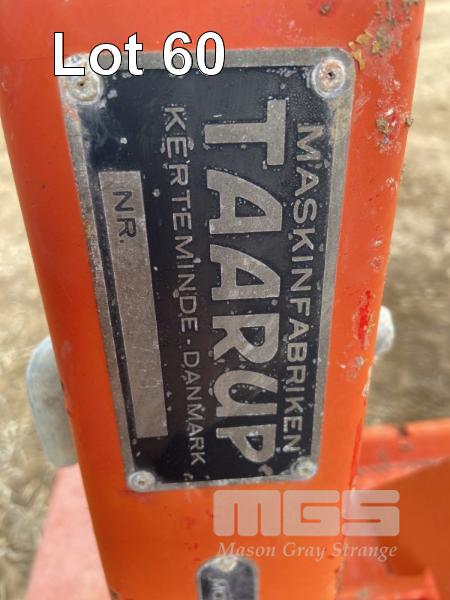 Lot 60
MASKINFABRIKEN
TAARUP
KERTEMINDE - DANMARK
NR.
MGS
Mason Gray Strange